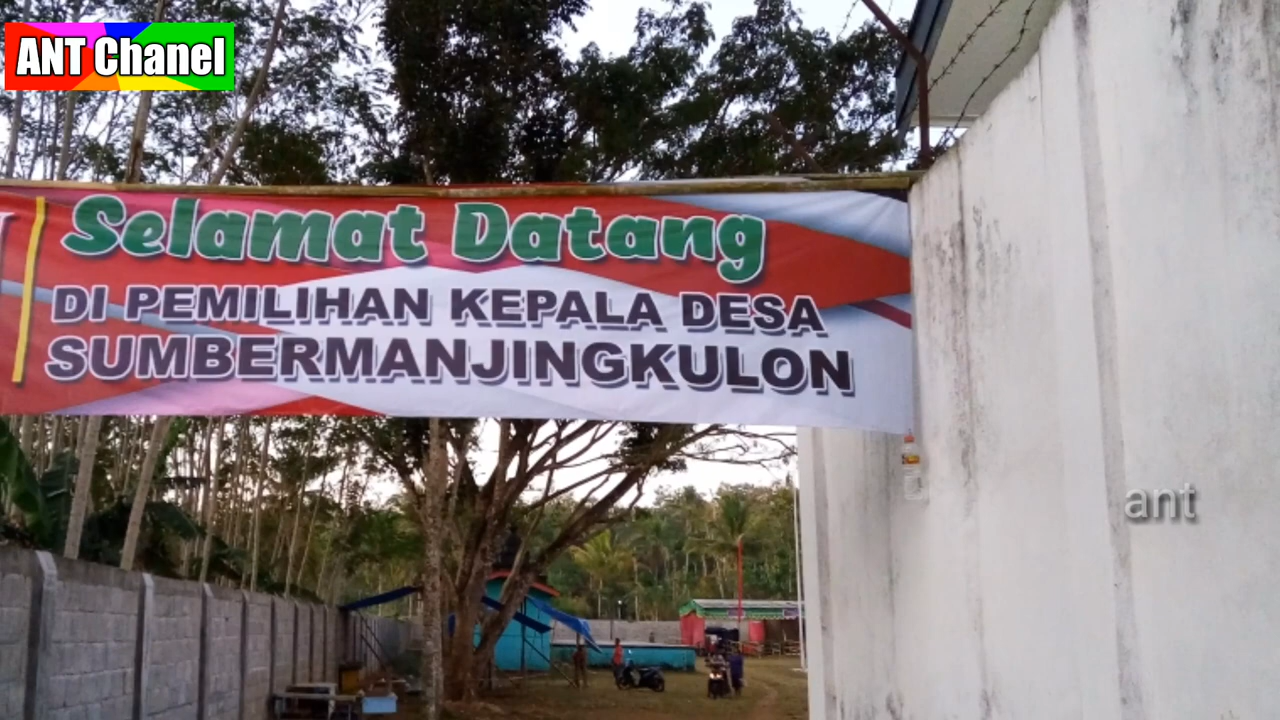 ANT Chanel
Selamat Datang
DI PEMILIHAN KEPALA DESA
SUMBERMANJINGKULON
ant